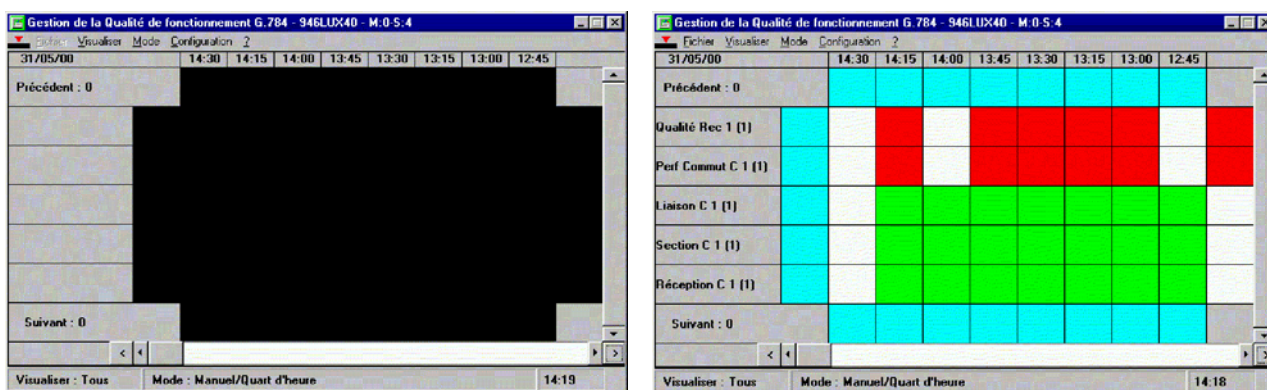 Gestion de la Qualité de fonctionnement G.784 - 946LUX40 - M:0-S:4
Fichier Visualiser Mode Configuration ?
31/05/00 14:30 14:15 14:00 13:45 13:30 13:15 13:00 12:45
Précédent : 0
Suivant : 0
Visualiser : Tous Mode : Manuel/Quart d'heure 14:19
Gestion de la Qualité de fonctionnement G.784 - 946LUX40 - M:0-S:4
Fichier Visualiser Mode Configuration ?
31/05/00 14:30 14:15 14:00 13:45 13:30 13:15 13:00 12:45
Précédent : 0
Qualité Rec 1 (1)
Perf Commut C 1 (1)
Liaison C 1 (1)
Section C 1 (1)
Réception C 1 (1)
Suivant : 0
Visualiser : Tous Mode : Manuel/Quart d'heure 14:18